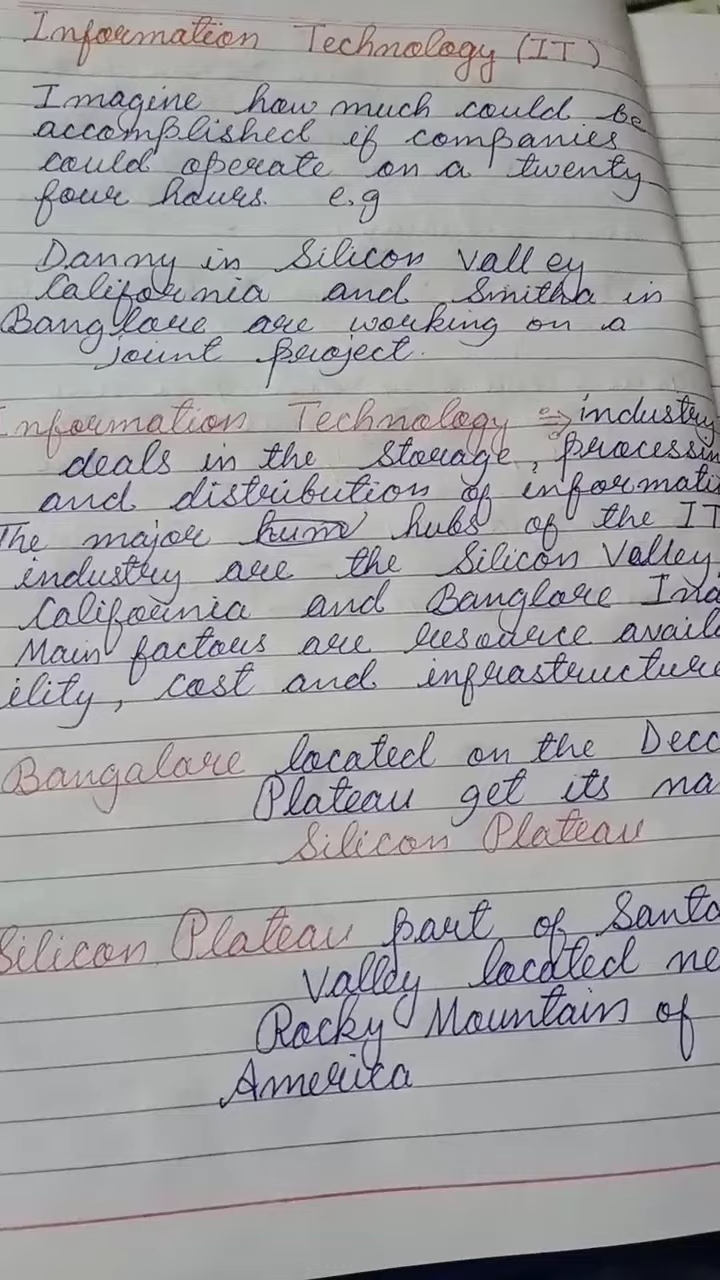 Information Technology (IT)
Imagine how much could be
accomplished if companies
could operate on a twenty
four hours. e.g
Danny in Silicon Valley
California and Smitha in
Banglore are working on a
joint project.
Information Technology ⇒ industry
deals in the storage, processin
and distribution of informati
The major hubs of the IT
industry are the Silicon Valley
California and Banglore Ind
Main factors are resource avail
ility, cost and infrastructure
Bangalore located on the Decc
Plateau get its na
Silicon Plateau
Silicon Plateau part of Santa
Valley located ne
Rocky Mountain of
America